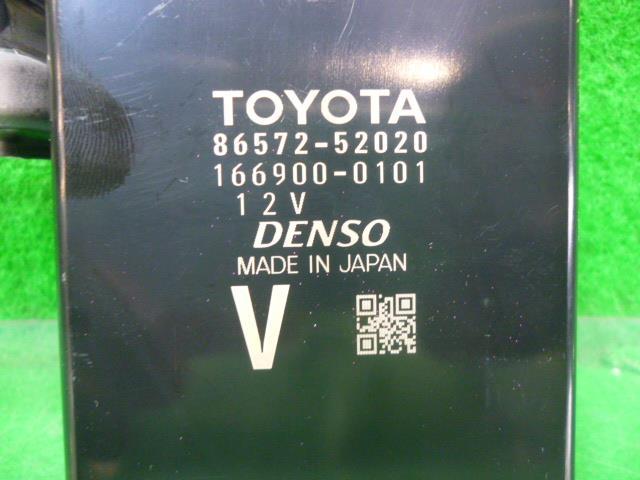 TOYOTA
86572-52020
166900-0101
12V
DENSO
MADE IN JAPAN
V